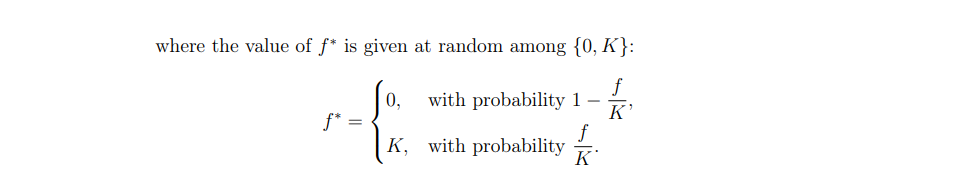 where the value of f* is given at random among {0, K}:
f* = { 0, with probability 1 − f/K,
K, with probability f/K.